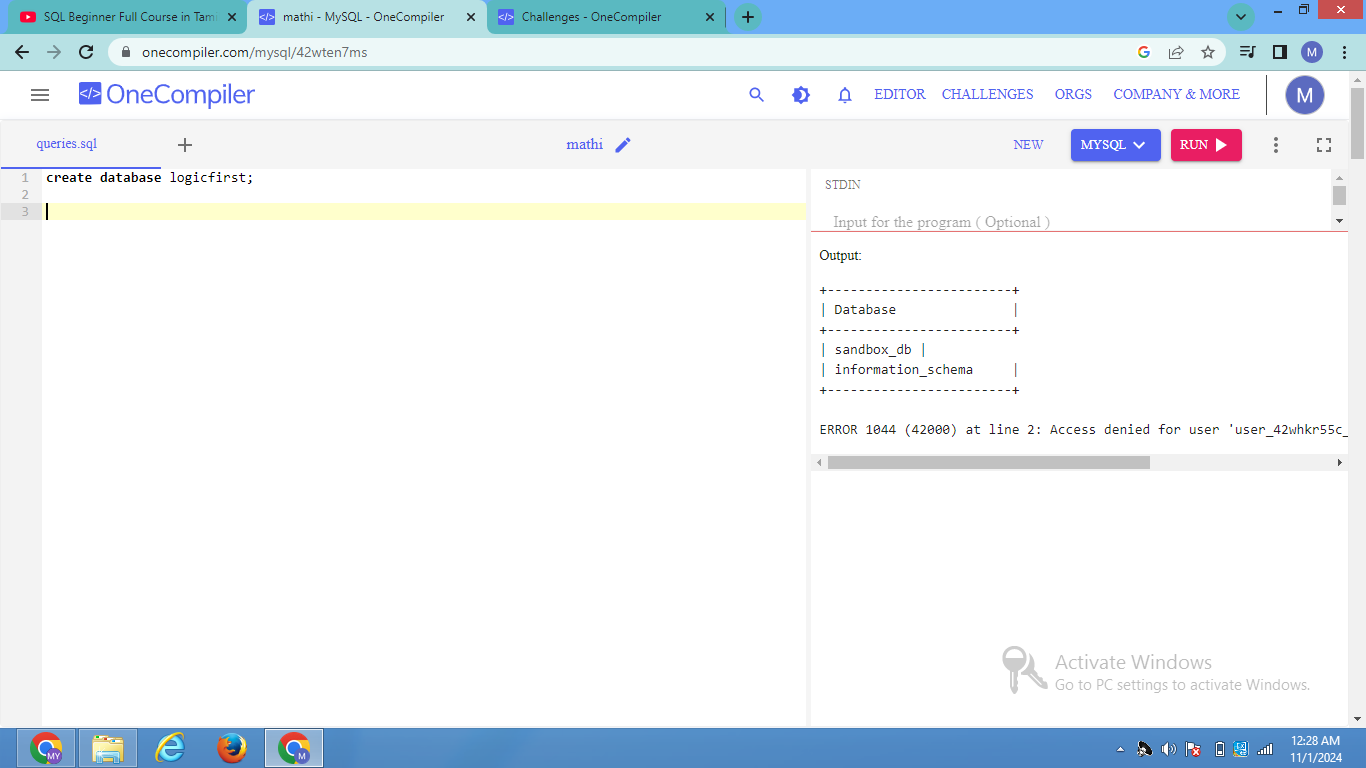 SQL Beginner Full Course in Tami
mathi - MySQL - OneCompiler
Challenges - OneCompiler
onecompiler.com/mysql/42wten7ms
M
OneCompiler
EDITOR
CHALLENGES
ORGS
COMPANY & MORE
M
queries.sql
mathi
NEW
MYSQL
RUN
1 create database logicfirst;
2
3
STDIN
Input for the program ( Optional )
Output:
+------------------------+
| Database               |
+------------------------+
| sandbox_db |
| information_schema     |
+------------------------+
ERROR 1044 (42000) at line 2: Access denied for user 'user_42whkr55c_
Activate Windows
Go to PC settings to activate Windows.
MY
M
12:28 AM
11/1/2024